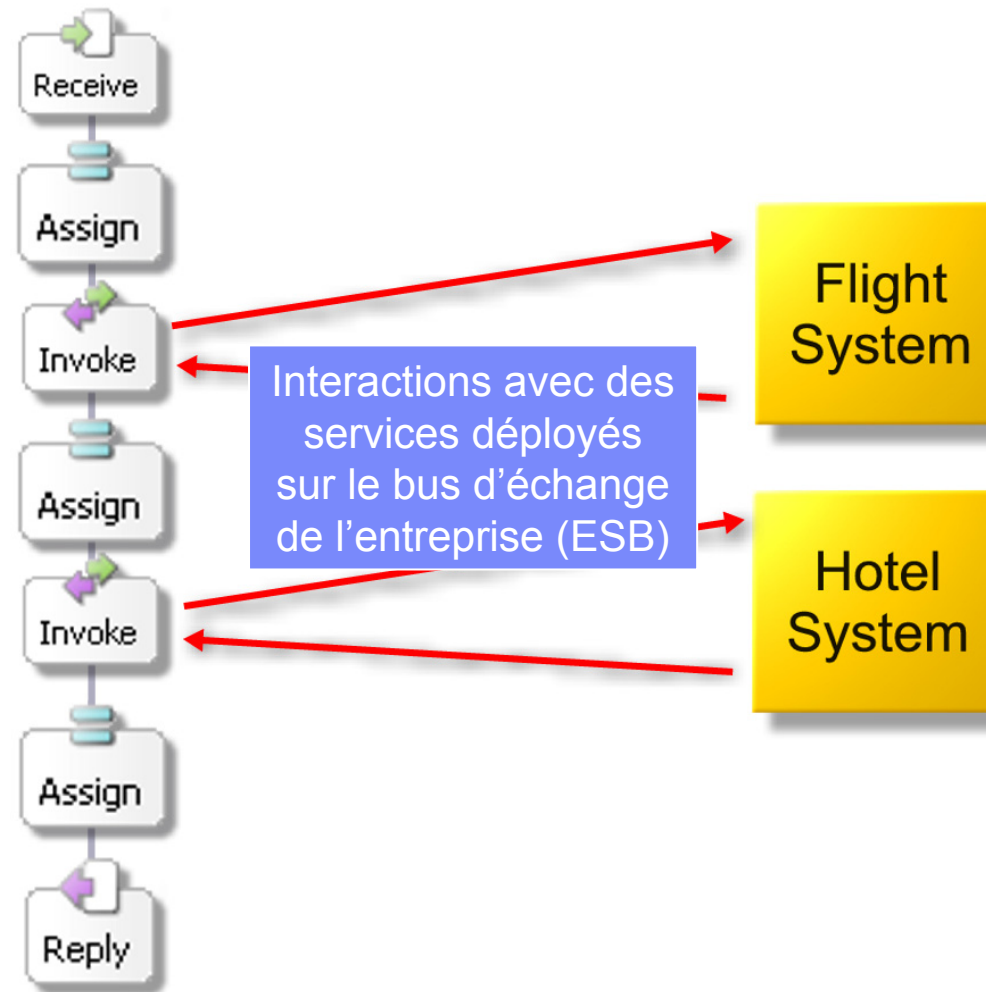 Receive
Assign
Invoke
Assign
Invoke
Assign
Reply
Interactions avec des
services déployés
sur le bus d’échange
de l’entreprise (ESB)
Flight
System
Hotel
System